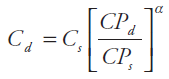 C_d = C_s [ CP_d / CP_s ]^α